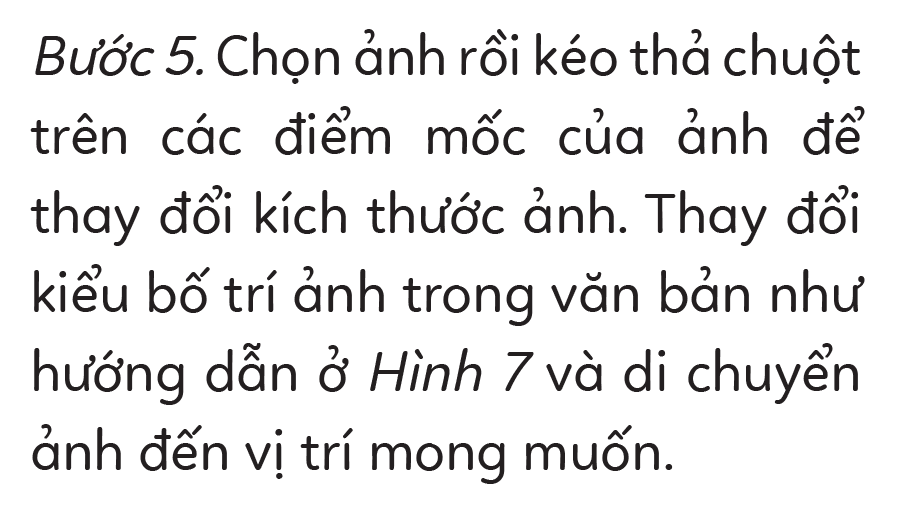 Bước 5. Chọn ảnh rồi kéo thả chuột
trên các điểm mốc của ảnh để
thay đổi kích thước ảnh. Thay đổi
kiểu bố trí ảnh trong văn bản như
hướng dẫn ở Hình 7 và di chuyển
ảnh đến vị trí mong muốn.